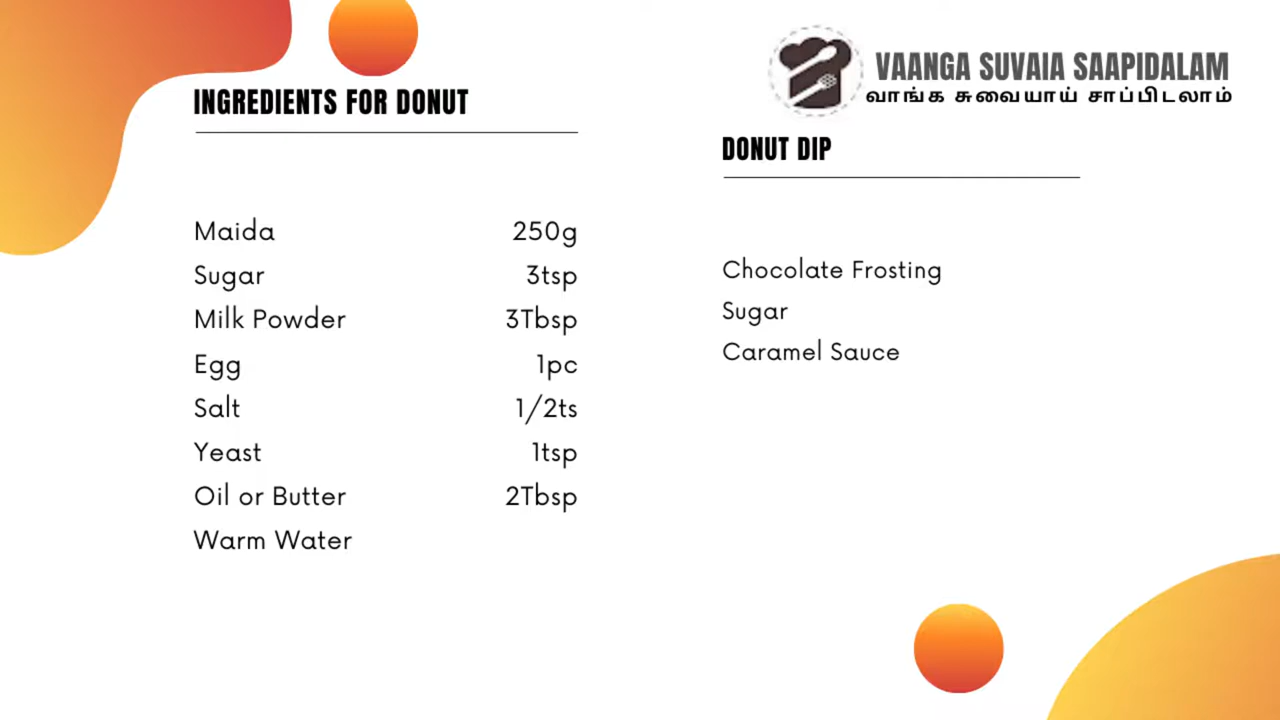 INGREDIENTS FOR DONUT
Maida 250g
Sugar 3tsp
Milk Powder 3Tbsp
Egg 1pc
Salt 1/2ts
Yeast 1tsp
Oil or Butter 2Tbsp
Warm Water
VAANGA SUVAIA SAAPIDALAM
வாங்க சுவையாய் சாப்பிடலாம்
DONUT DIP
Chocolate Frosting
Sugar
Caramel Sauce